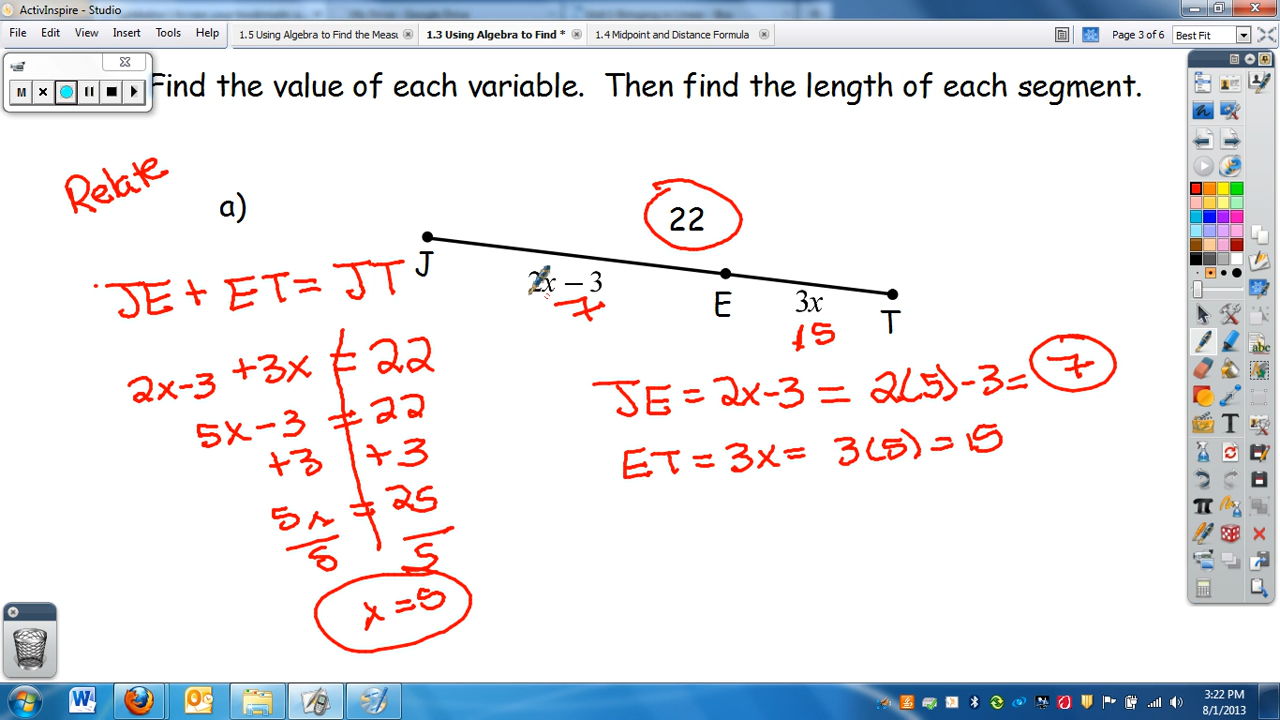 ActivInspire - Studio
File Edit View Insert Tools Help
1.5 Using Algebra to Find the Meas
1.3 Using Algebra to Find *
1.4 Midpoint and Distance Formula
Page 3 of 6
Best Fit
M
Find the value of each variable. Then find the length of each segment.
Relate
a)
22
J
2x – 3
7
E
3x
15
T
JE + ET = JT
2x-3 +3x = 22
5x-3 = 22
+3 +3
5x = 25
5 5
x = 5
JE = 2x-3 = 2(5)-3 = 7
ET = 3x = 3(5) = 15
3:22 PM
8/1/2013